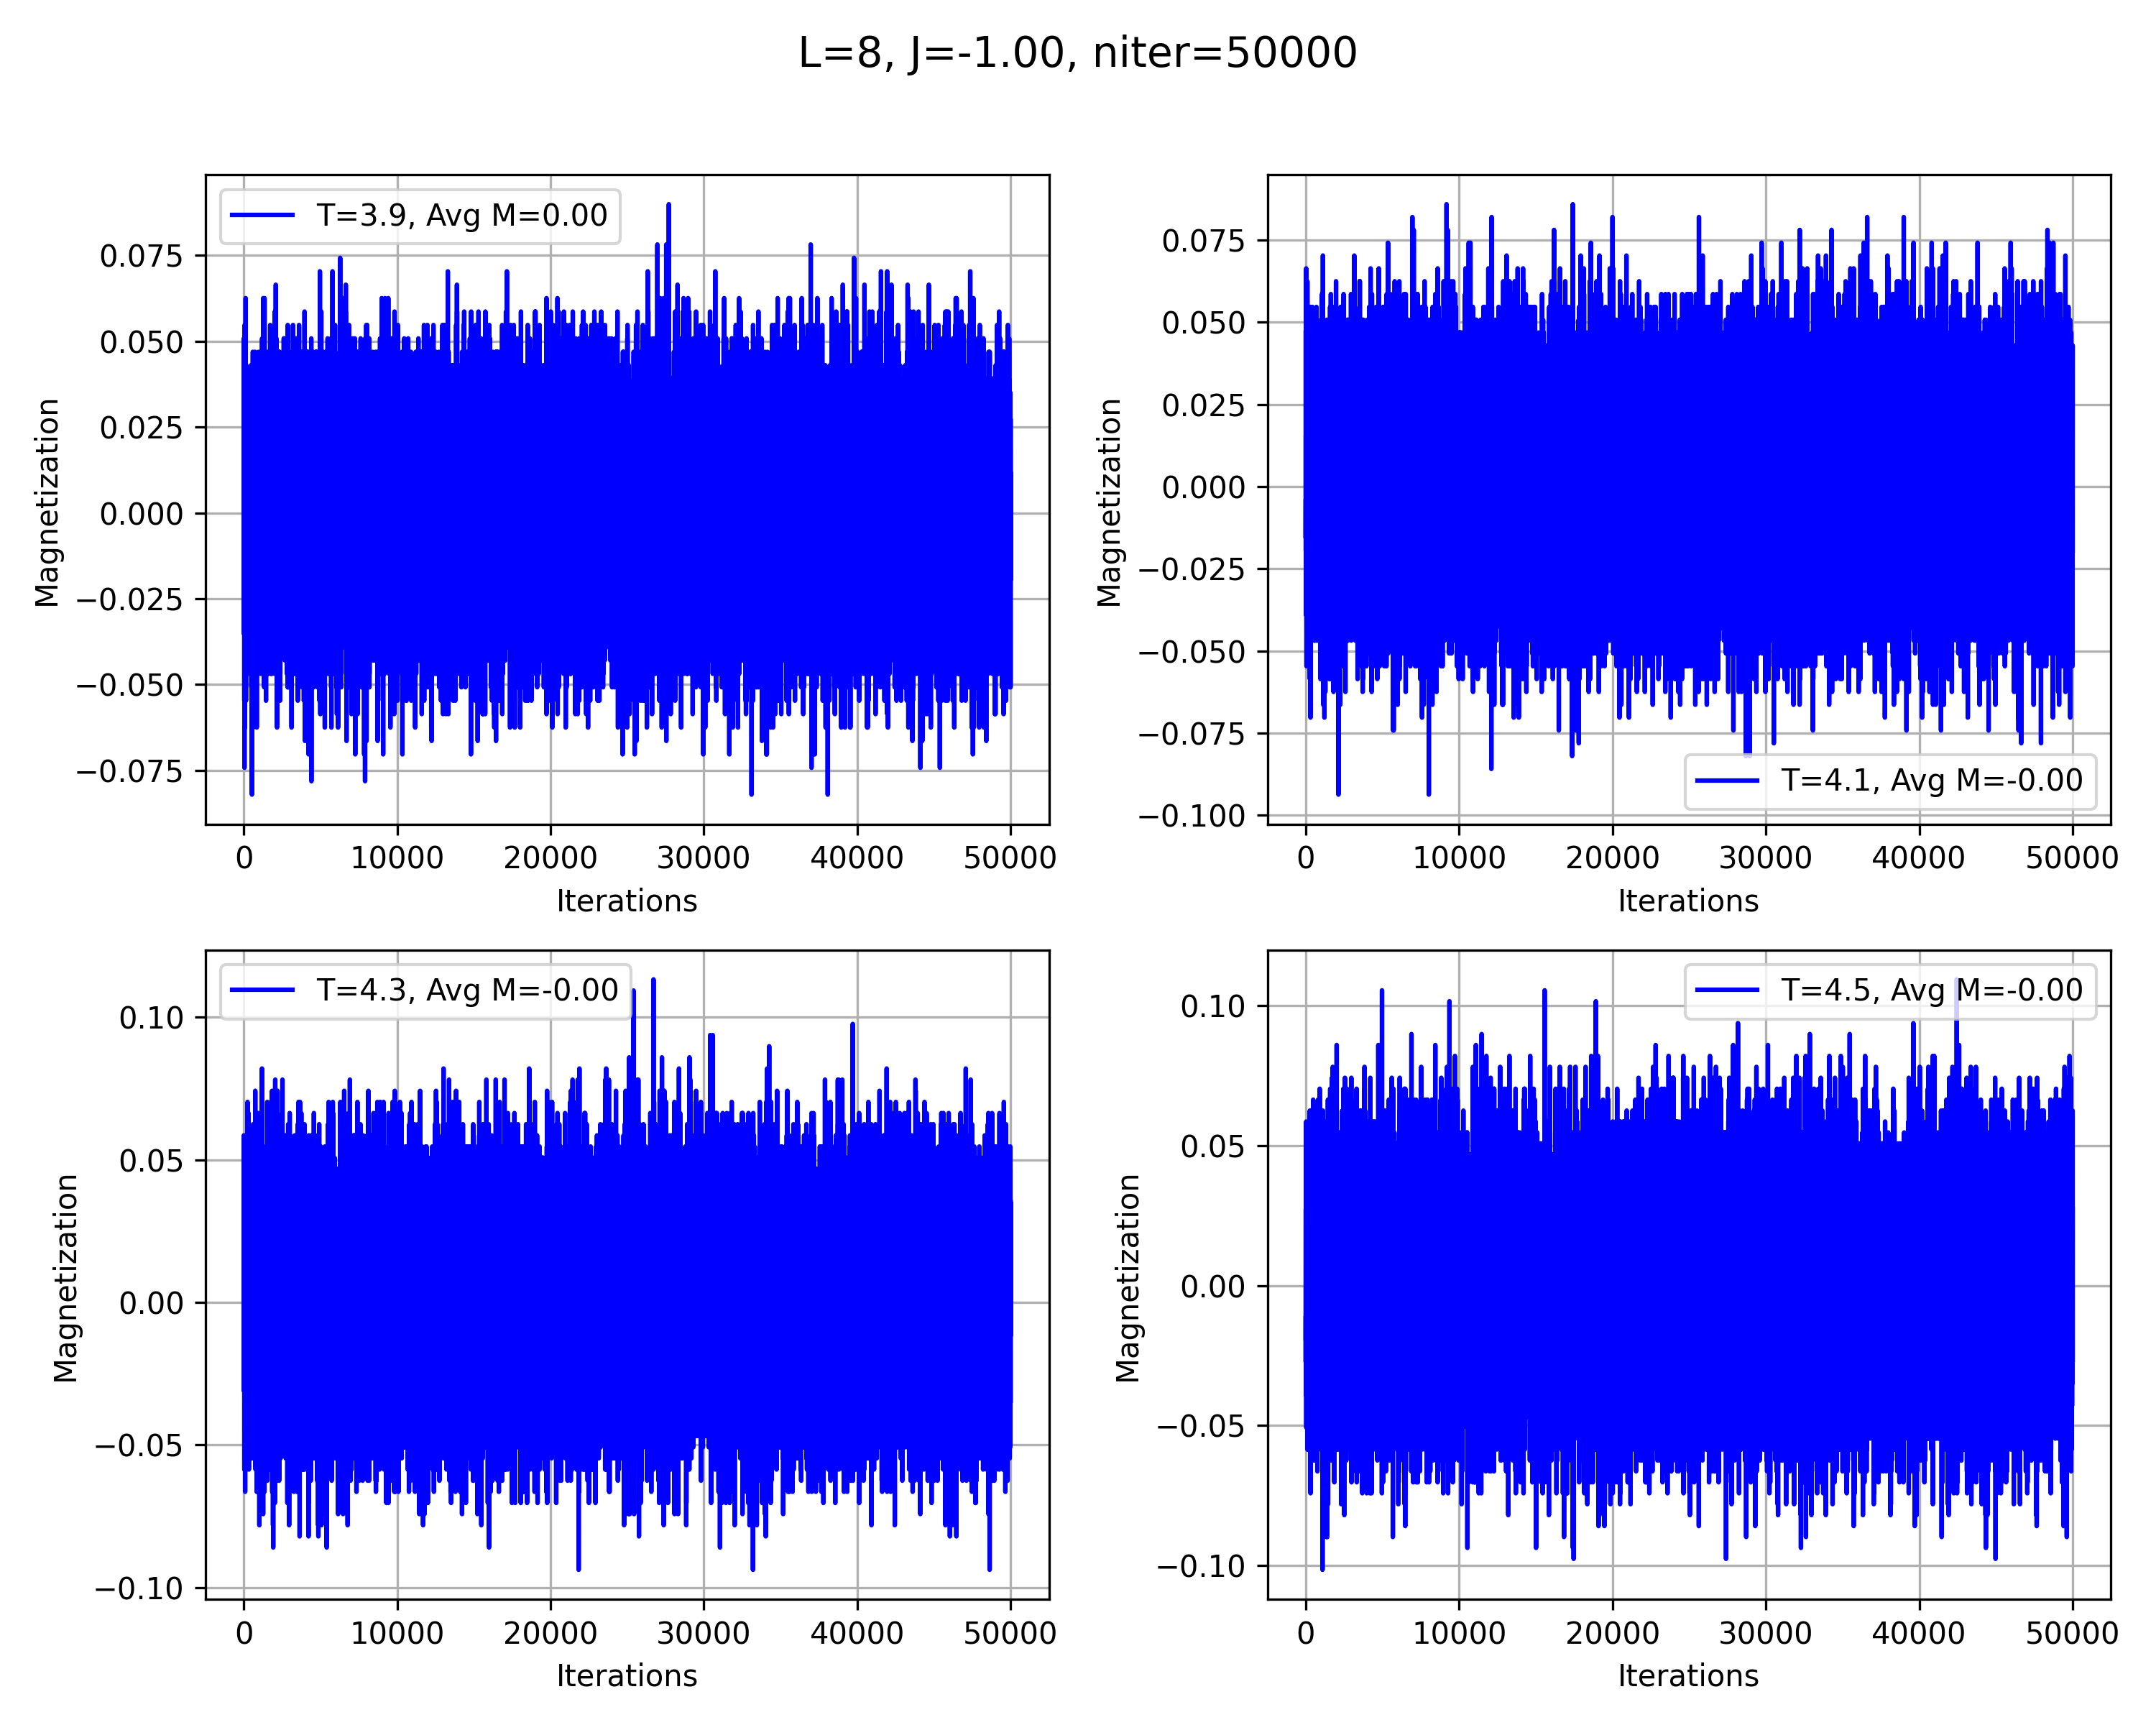 L=8, J=-1.00, niter=50000
T=3.9, Avg M=0.00
0.075
0.050
0.025
0.000
−0.025
−0.050
−0.075
Magnetization
0 10000 20000 30000 40000 50000
Iterations
T=4.1, Avg M=-0.00
0.075
0.050
0.025
0.000
−0.025
−0.050
−0.075
−0.100
Magnetization
0 10000 20000 30000 40000 50000
Iterations
T=4.3, Avg M=-0.00
0.10
0.05
0.00
−0.05
−0.10
Magnetization
0 10000 20000 30000 40000 50000
Iterations
T=4.5, Avg M=-0.00
0.10
0.05
0.00
−0.05
−0.10
Magnetization
0 10000 20000 30000 40000 50000
Iterations